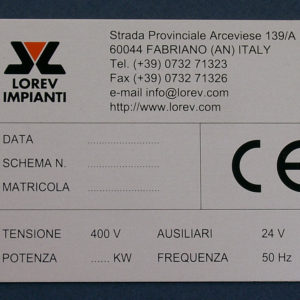 LOREV
IMPIANTI
Strada Provinciale Arceviese 139/A
60044 FABRIANO (AN) ITALY
Tel. (+39) 0732 71323
Fax (+39) 0732 71326
e-mail info@lorev.com
http://www.lorev.com
DATA
SCHEMA N.
MATRICOLA
CE
TENSIONE 400 V AUSILIARI 24 V
POTENZA ...... KW FREQUENZA 50 Hz